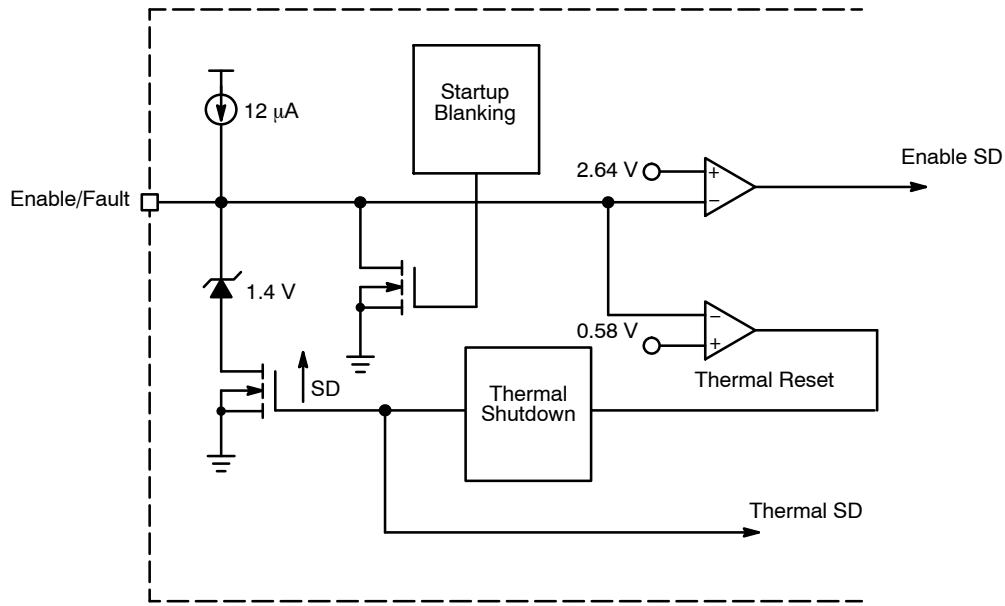 Startup
Blanking
12 μA
2.64 V
+
−
Enable SD
Enable/Fault
1.4 V
−
0.58 V
+
Thermal Reset
SD
Thermal
Shutdown
Thermal SD